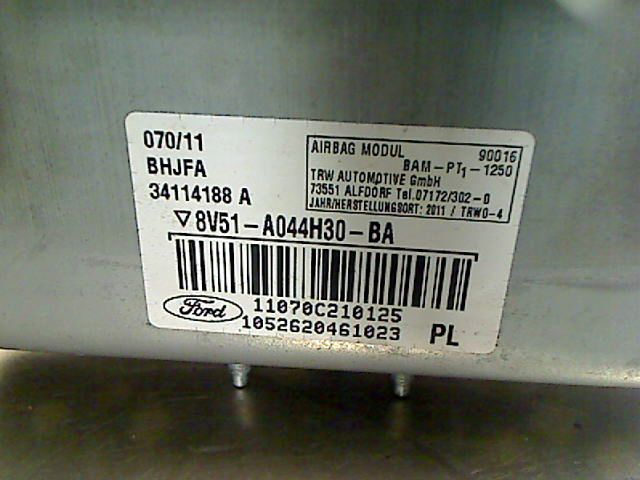 070/11
BHJFA
34114188 A
AIRBAG MODUL 90016
BAM-PT1-1250
TRW AUTOMOTIVE GmbH
73551 ALFDORF Tel.07172/302-0
JAHR/HERSTELLUNGSORT: 2011 / TRWO-4
▽8V51-A044H30-BA
Ford
11070C210125
1052620461023 PL